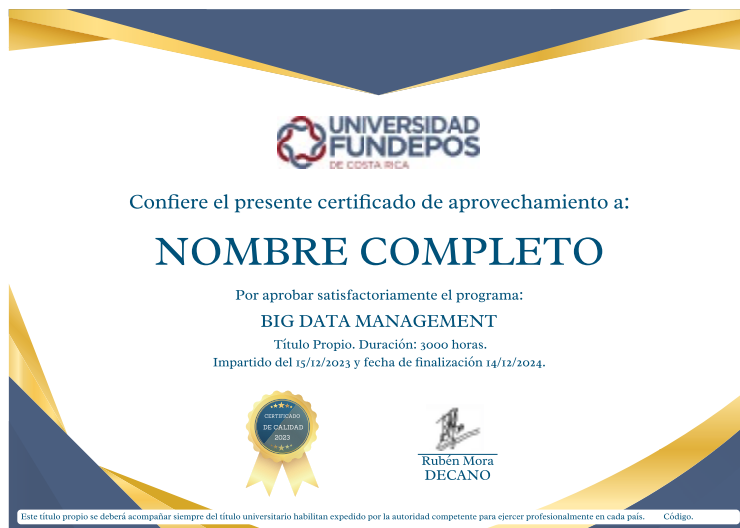 UNIVERSIDAD
FUNDEPOS
DE COSTA RICA
Confiere el presente certificado de aprovechamiento a:
NOMBRE COMPLETO
Por aprobar satisfactoriamente el programa:
BIG DATA MANAGEMENT
Título Propio. Duración: 3000 horas.
Impartido del 15/12/2023 y fecha de finalización 14/12/2024.
CERTIFICADO
DE CALIDAD
2023
Rubén Mora
DECANO
Este título propio se deberá acompañar siempre del título universitario habilitan expedido por la autoridad competente para ejercer profesionalmente en cada país. Código.